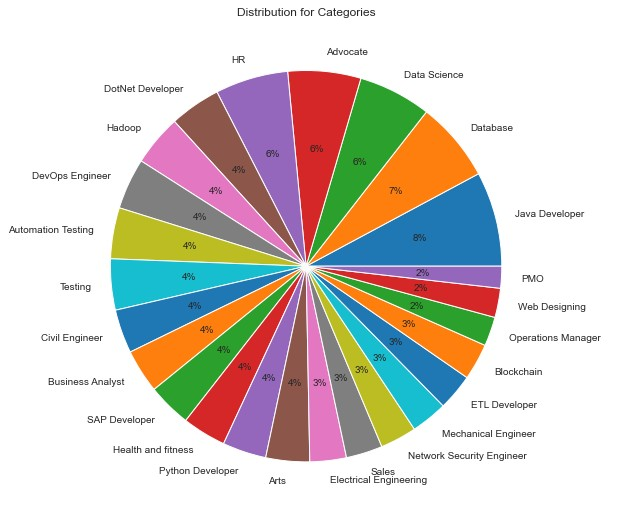 Distribution for Categories
Java Developer
8%
Database
7%
Data Science
6%
Advocate
6%
HR
6%
DotNet Developer
4%
Hadoop
4%
DevOps Engineer
4%
Automation Testing
4%
Testing
4%
Civil Engineer
4%
Business Analyst
4%
SAP Developer
4%
Health and fitness
4%
Python Developer
4%
Arts
4%
Electrical Engineering
3%
Sales
3%
Network Security Engineer
3%
Mechanical Engineer
3%
ETL Developer
3%
Blockchain
3%
Operations Manager
2%
Web Designing
2%
PMO
2%